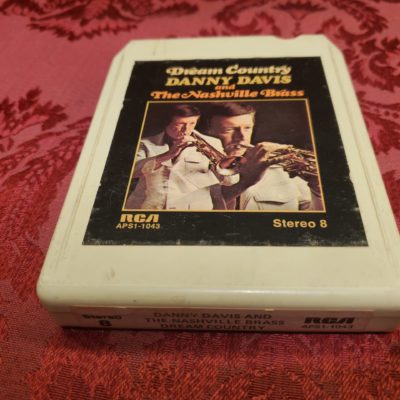 Dream Country
DANNY DAVIS
and
The Nashville Brass
RCA
APS1-1043
Stereo 8
Stereo
8
DANNY DAVIS AND
THE NASHVILLE BRASS
DREAM COUNTRY
RCA
APS1-1043